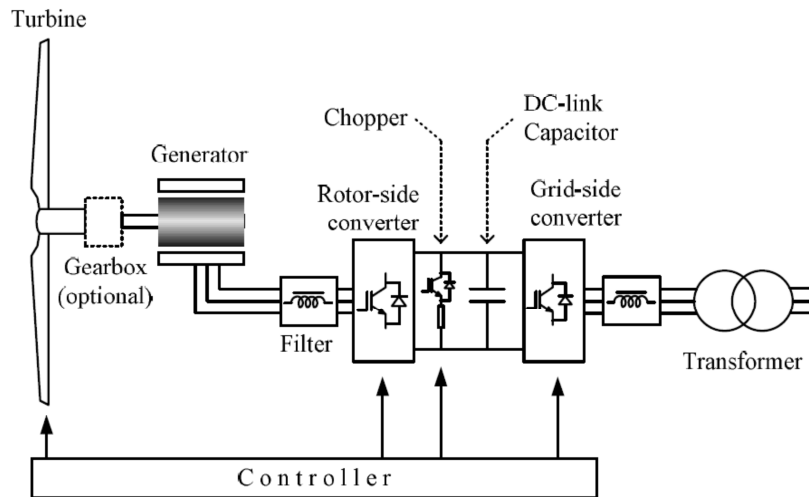 Turbine
Generator
Gearbox
(optional)
Filter
Rotor-side
converter
Chopper
DC-link
Capacitor
Grid-side
converter
Transformer
Controller